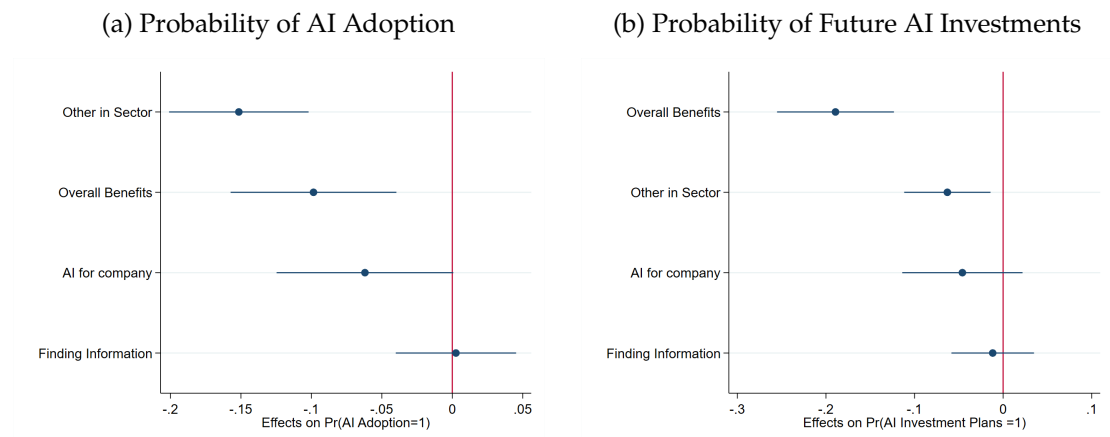 (a) Probability of AI Adoption
Other in Sector
Overall Benefits
AI for company
Finding Information
-.2 -.15 -.1 -.05 0 .05
Effects on Pr(AI Adoption=1)
(b) Probability of Future AI Investments
Overall Benefits
Other in Sector
AI for company
Finding Information
-.3 -.2 -.1 0 .1
Effects on Pr(AI Investment Plans =1)